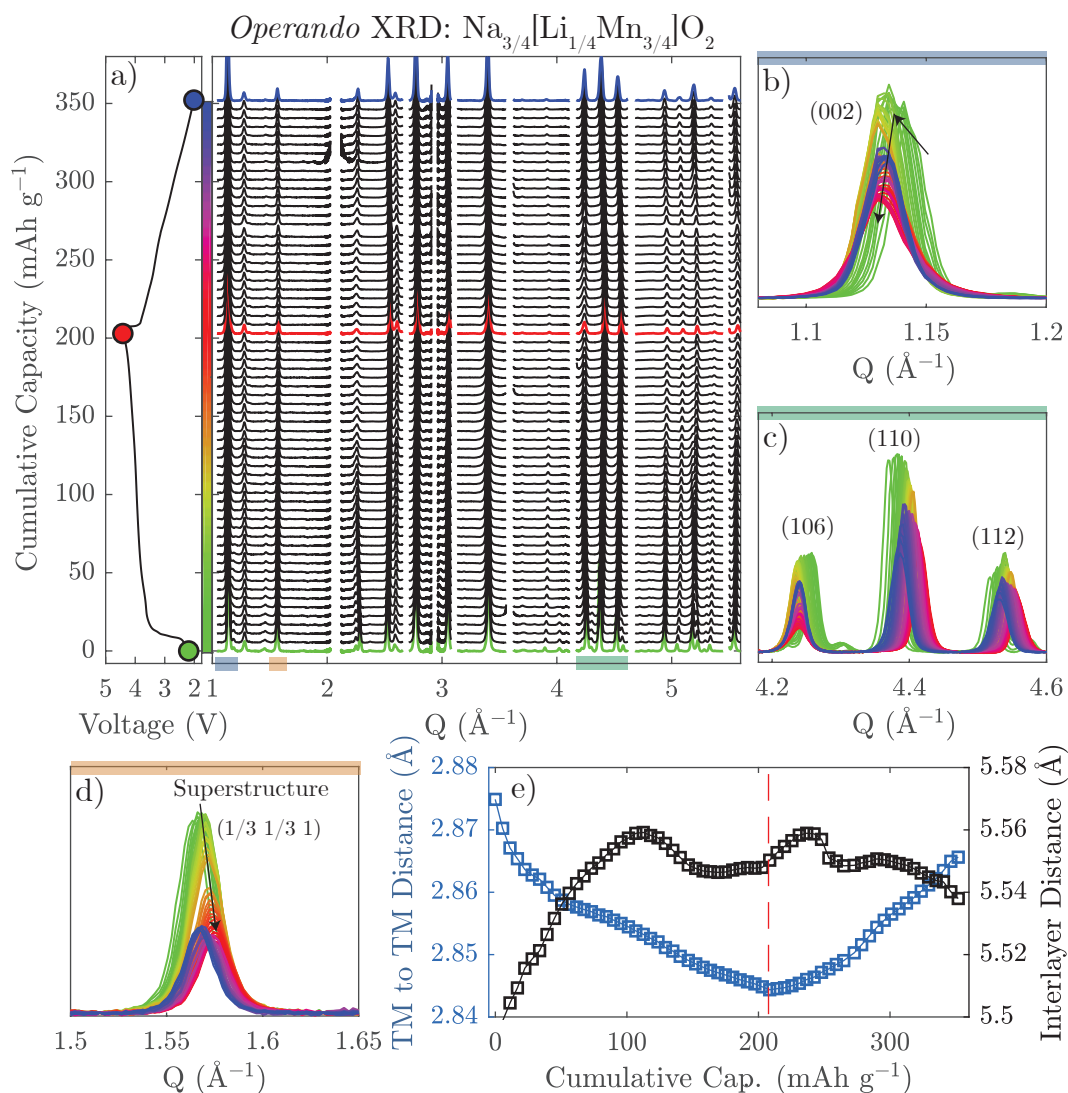 Operando XRD: Na3/4[Li1/4Mn3/4]O2
a)
350
300
250
200
150
100
50
0
Cumulative Capacity (mAh g−1)
5 4 3 2
Voltage (V)
1 2 3 4 5
Q (Å−1)
b)
(002)
1.1 1.15 1.2
Q (Å−1)
c)
(106)
(110)
(112)
4.2 4.4 4.6
Q (Å−1)
d)
Superstructure
(1/3 1/3 1)
1.5 1.55 1.6 1.65
Q (Å−1)
e)
TM to TM Distance (Å)
2.88
2.87
2.86
2.85
2.84
5.58
5.56
5.54
5.52
5.5
Interlayer Distance (Å)
0 100 200 300
Cumulative Cap. (mAh g−1)